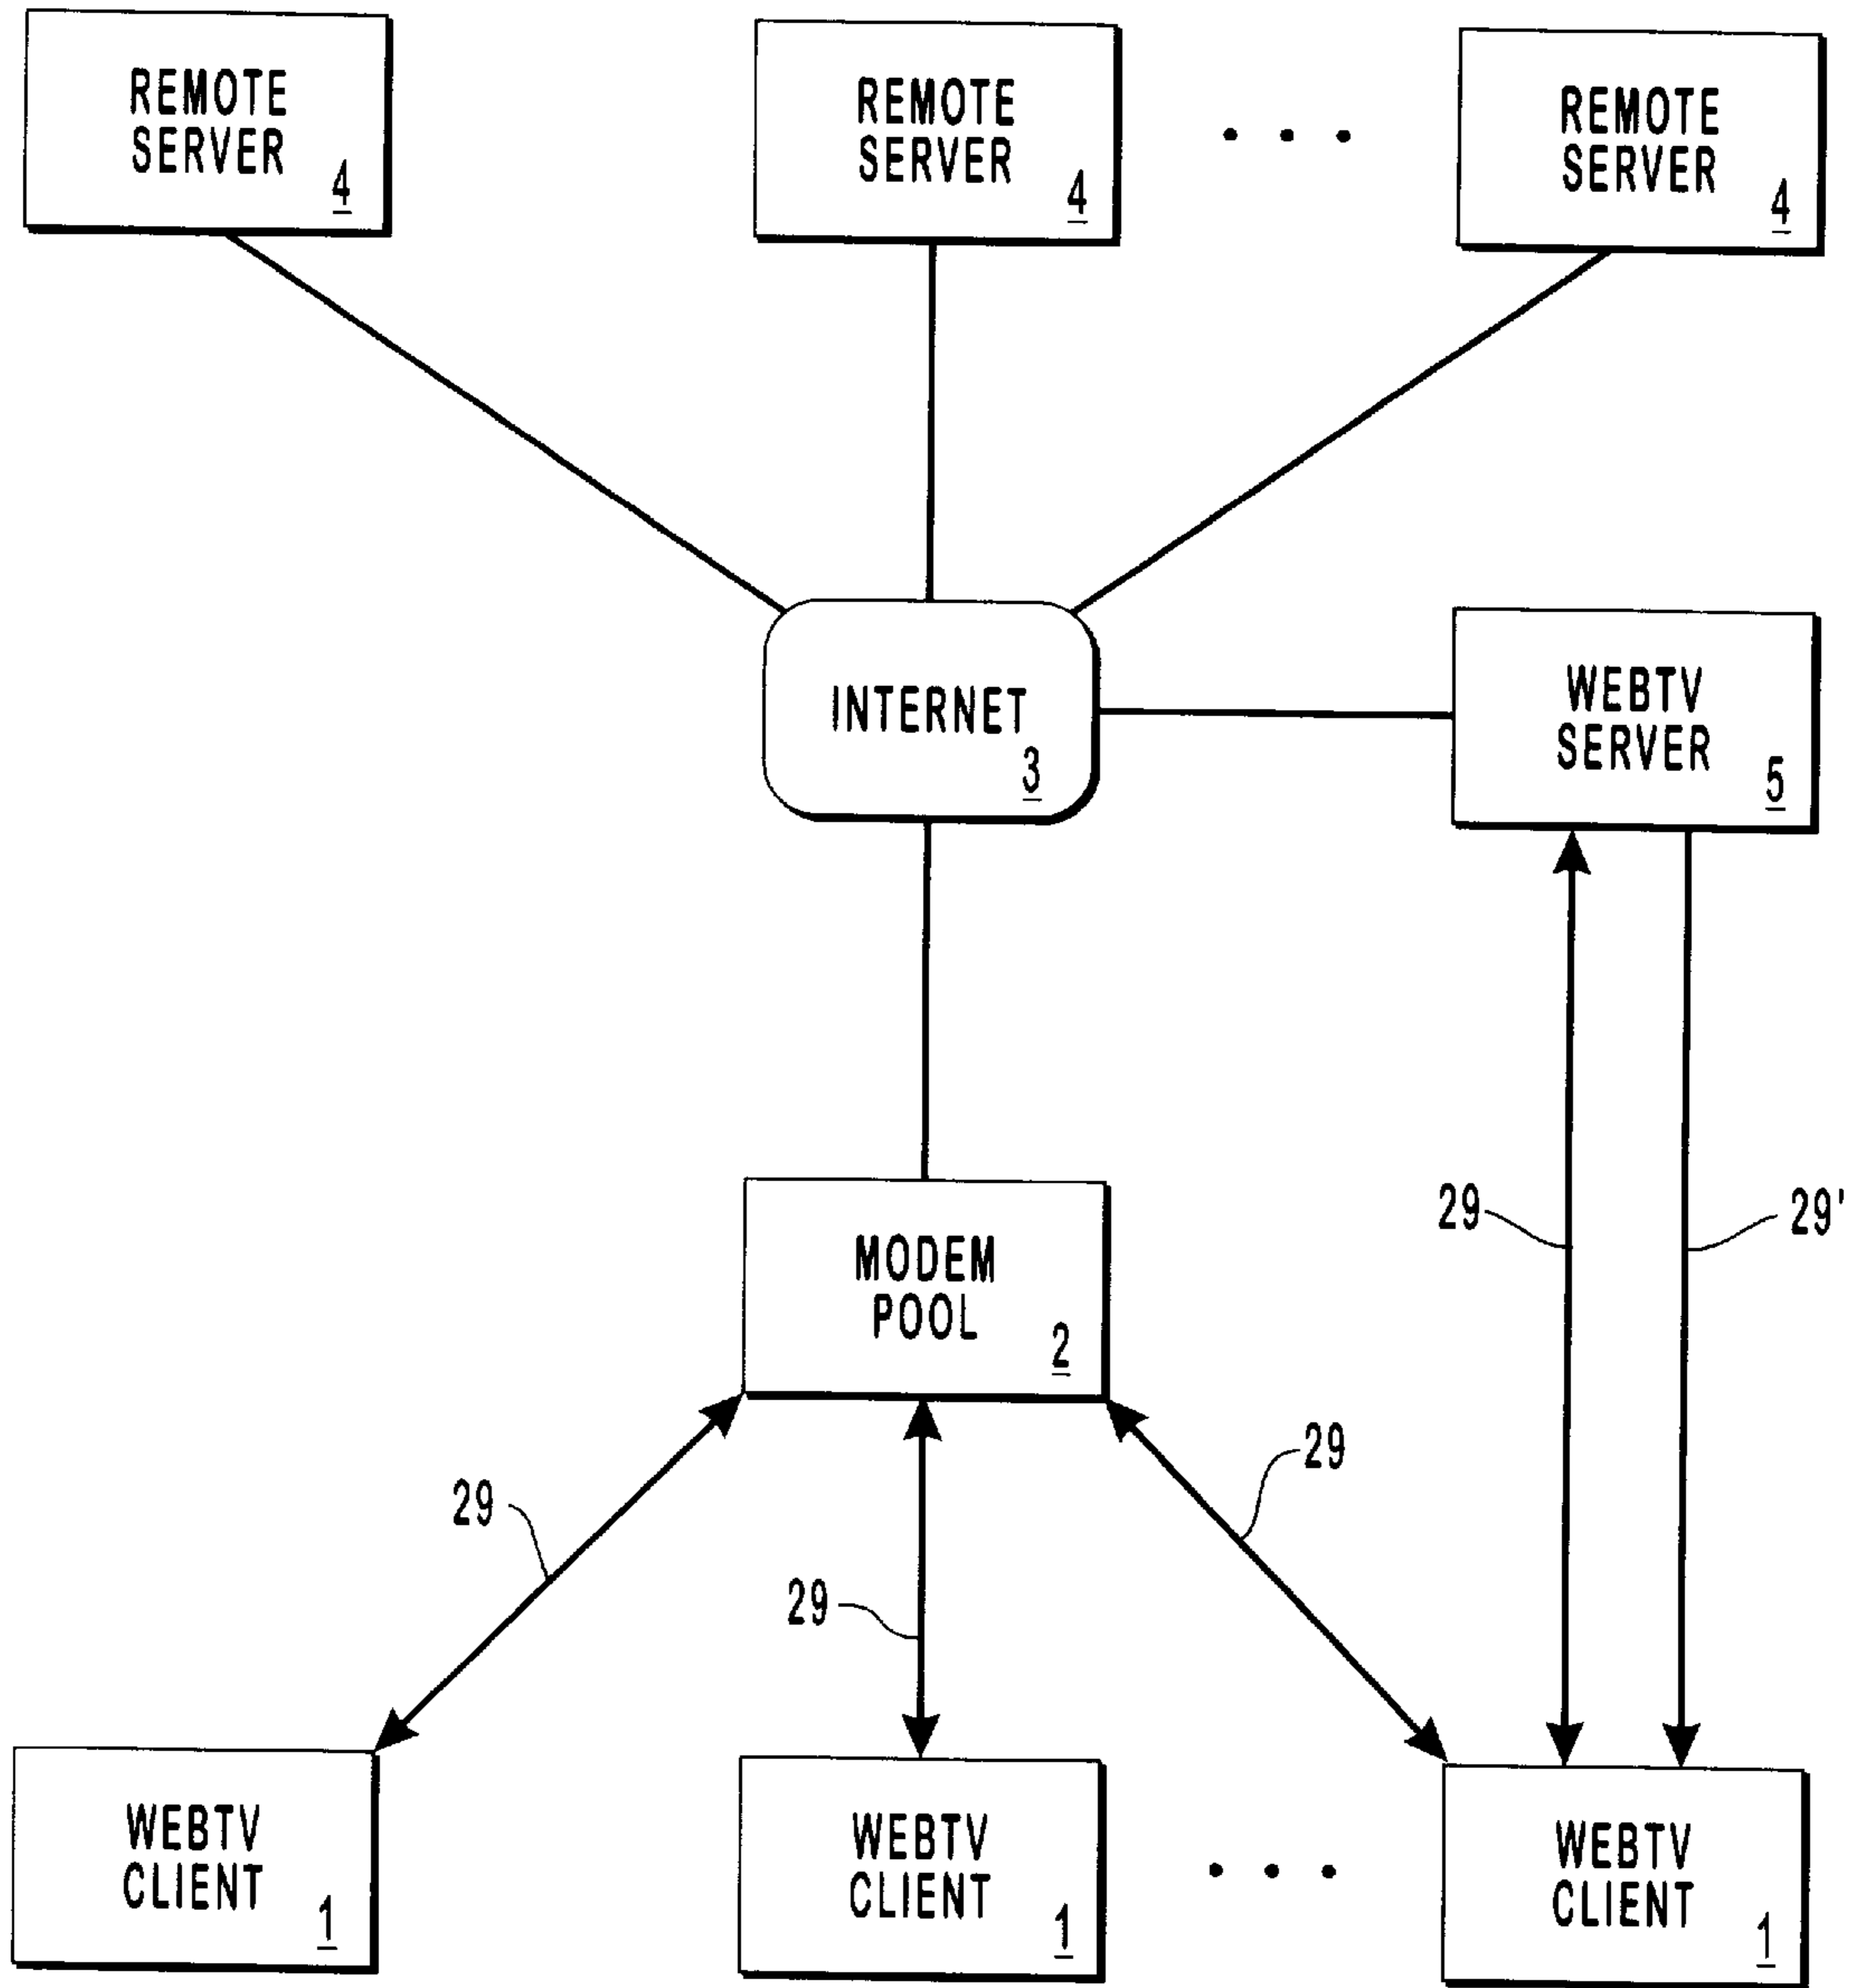 REMOTE
SERVER
4
REMOTE
SERVER
4
. . .
REMOTE
SERVER
4
INTERNET
3
WEBTV
SERVER
5
MODEM
POOL
2
29
29'
29
29
29
WEBTV
CLIENT
1
WEBTV
CLIENT
1
. . .
WEBTV
CLIENT
1